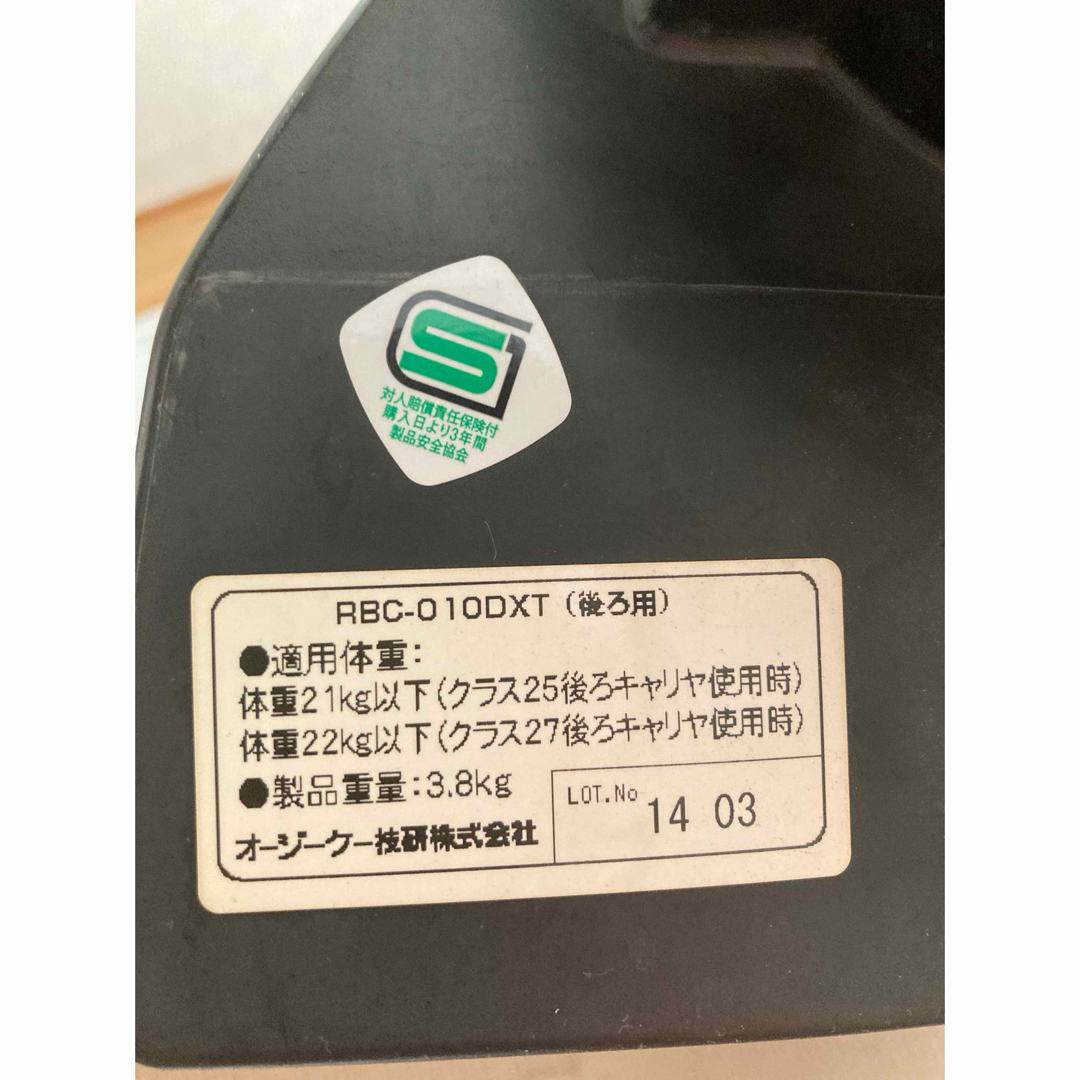 SG
対人賠償責任保険付
購入日より3年間
製品安全協会
RBC-010DXT(後ろ用)
●適用体重:
体重21kg以下(クラス25後ろキャリヤ使用時)
体重22kg以下(クラス27後ろキャリヤ使用時)
●製品重量:3.8kg
オージーケー技研株式会社
LOT.No 14 03